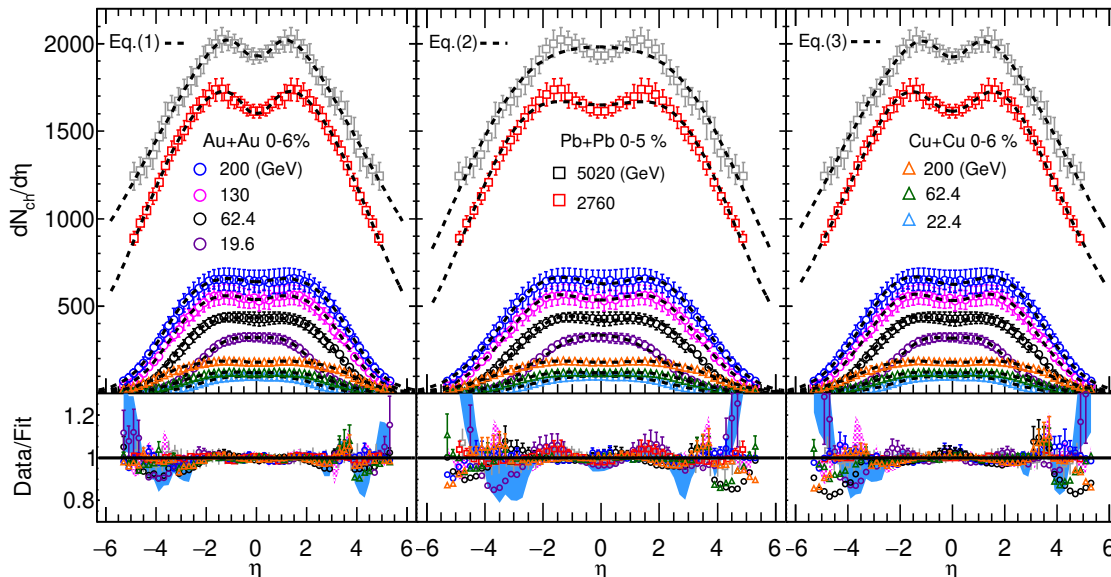 Eq.(1)
Eq.(2)
Eq.(3)
2000
1500
1000
500
dN_ch/dη
Au+Au 0-6%
200 (GeV)
130
62.4
19.6
Pb+Pb 0-5 %
5020 (GeV)
2760
Cu+Cu 0-6 %
200 (GeV)
62.4
22.4
1.2
1
0.8
Data/Fit
−6 −4 −2 0 2 4 6
−6 −4 −2 0 2 4 6
−6 −4 −2 0 2 4 6
η η η